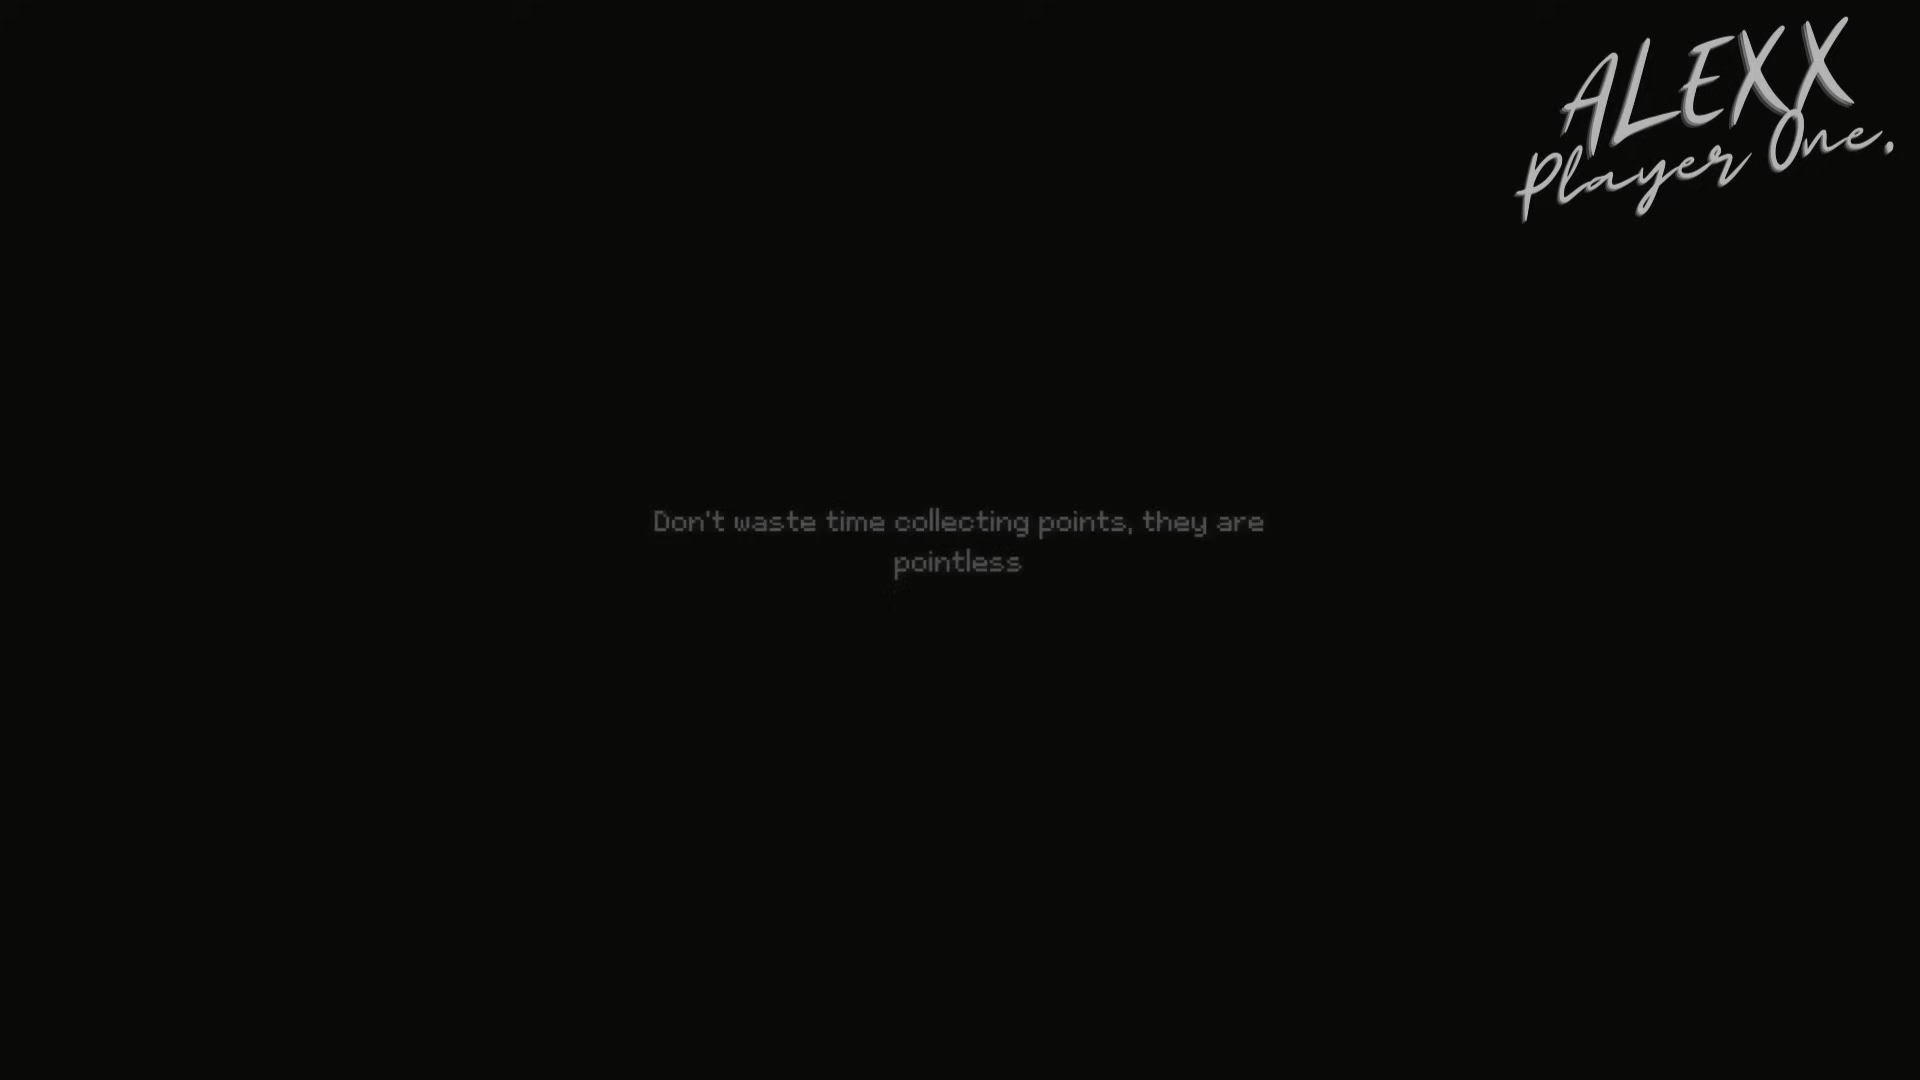 ALEXX
Player One.
Don't waste time collecting points, they are
pointless